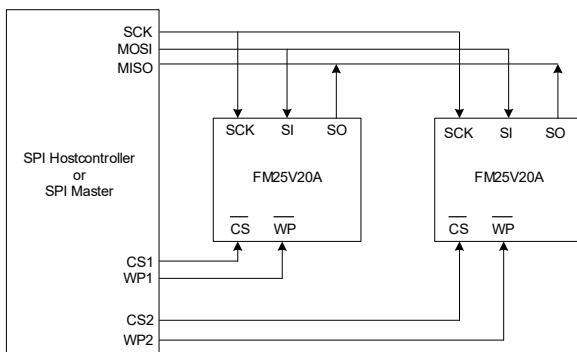 SCK
MOSI
MISO
SPI Hostcontroller
or
SPI Master
CS1
WP1
CS2
WP2
SCK SI SO
FM25V20A
CS WP
SCK SI SO
FM25V20A
CS WP